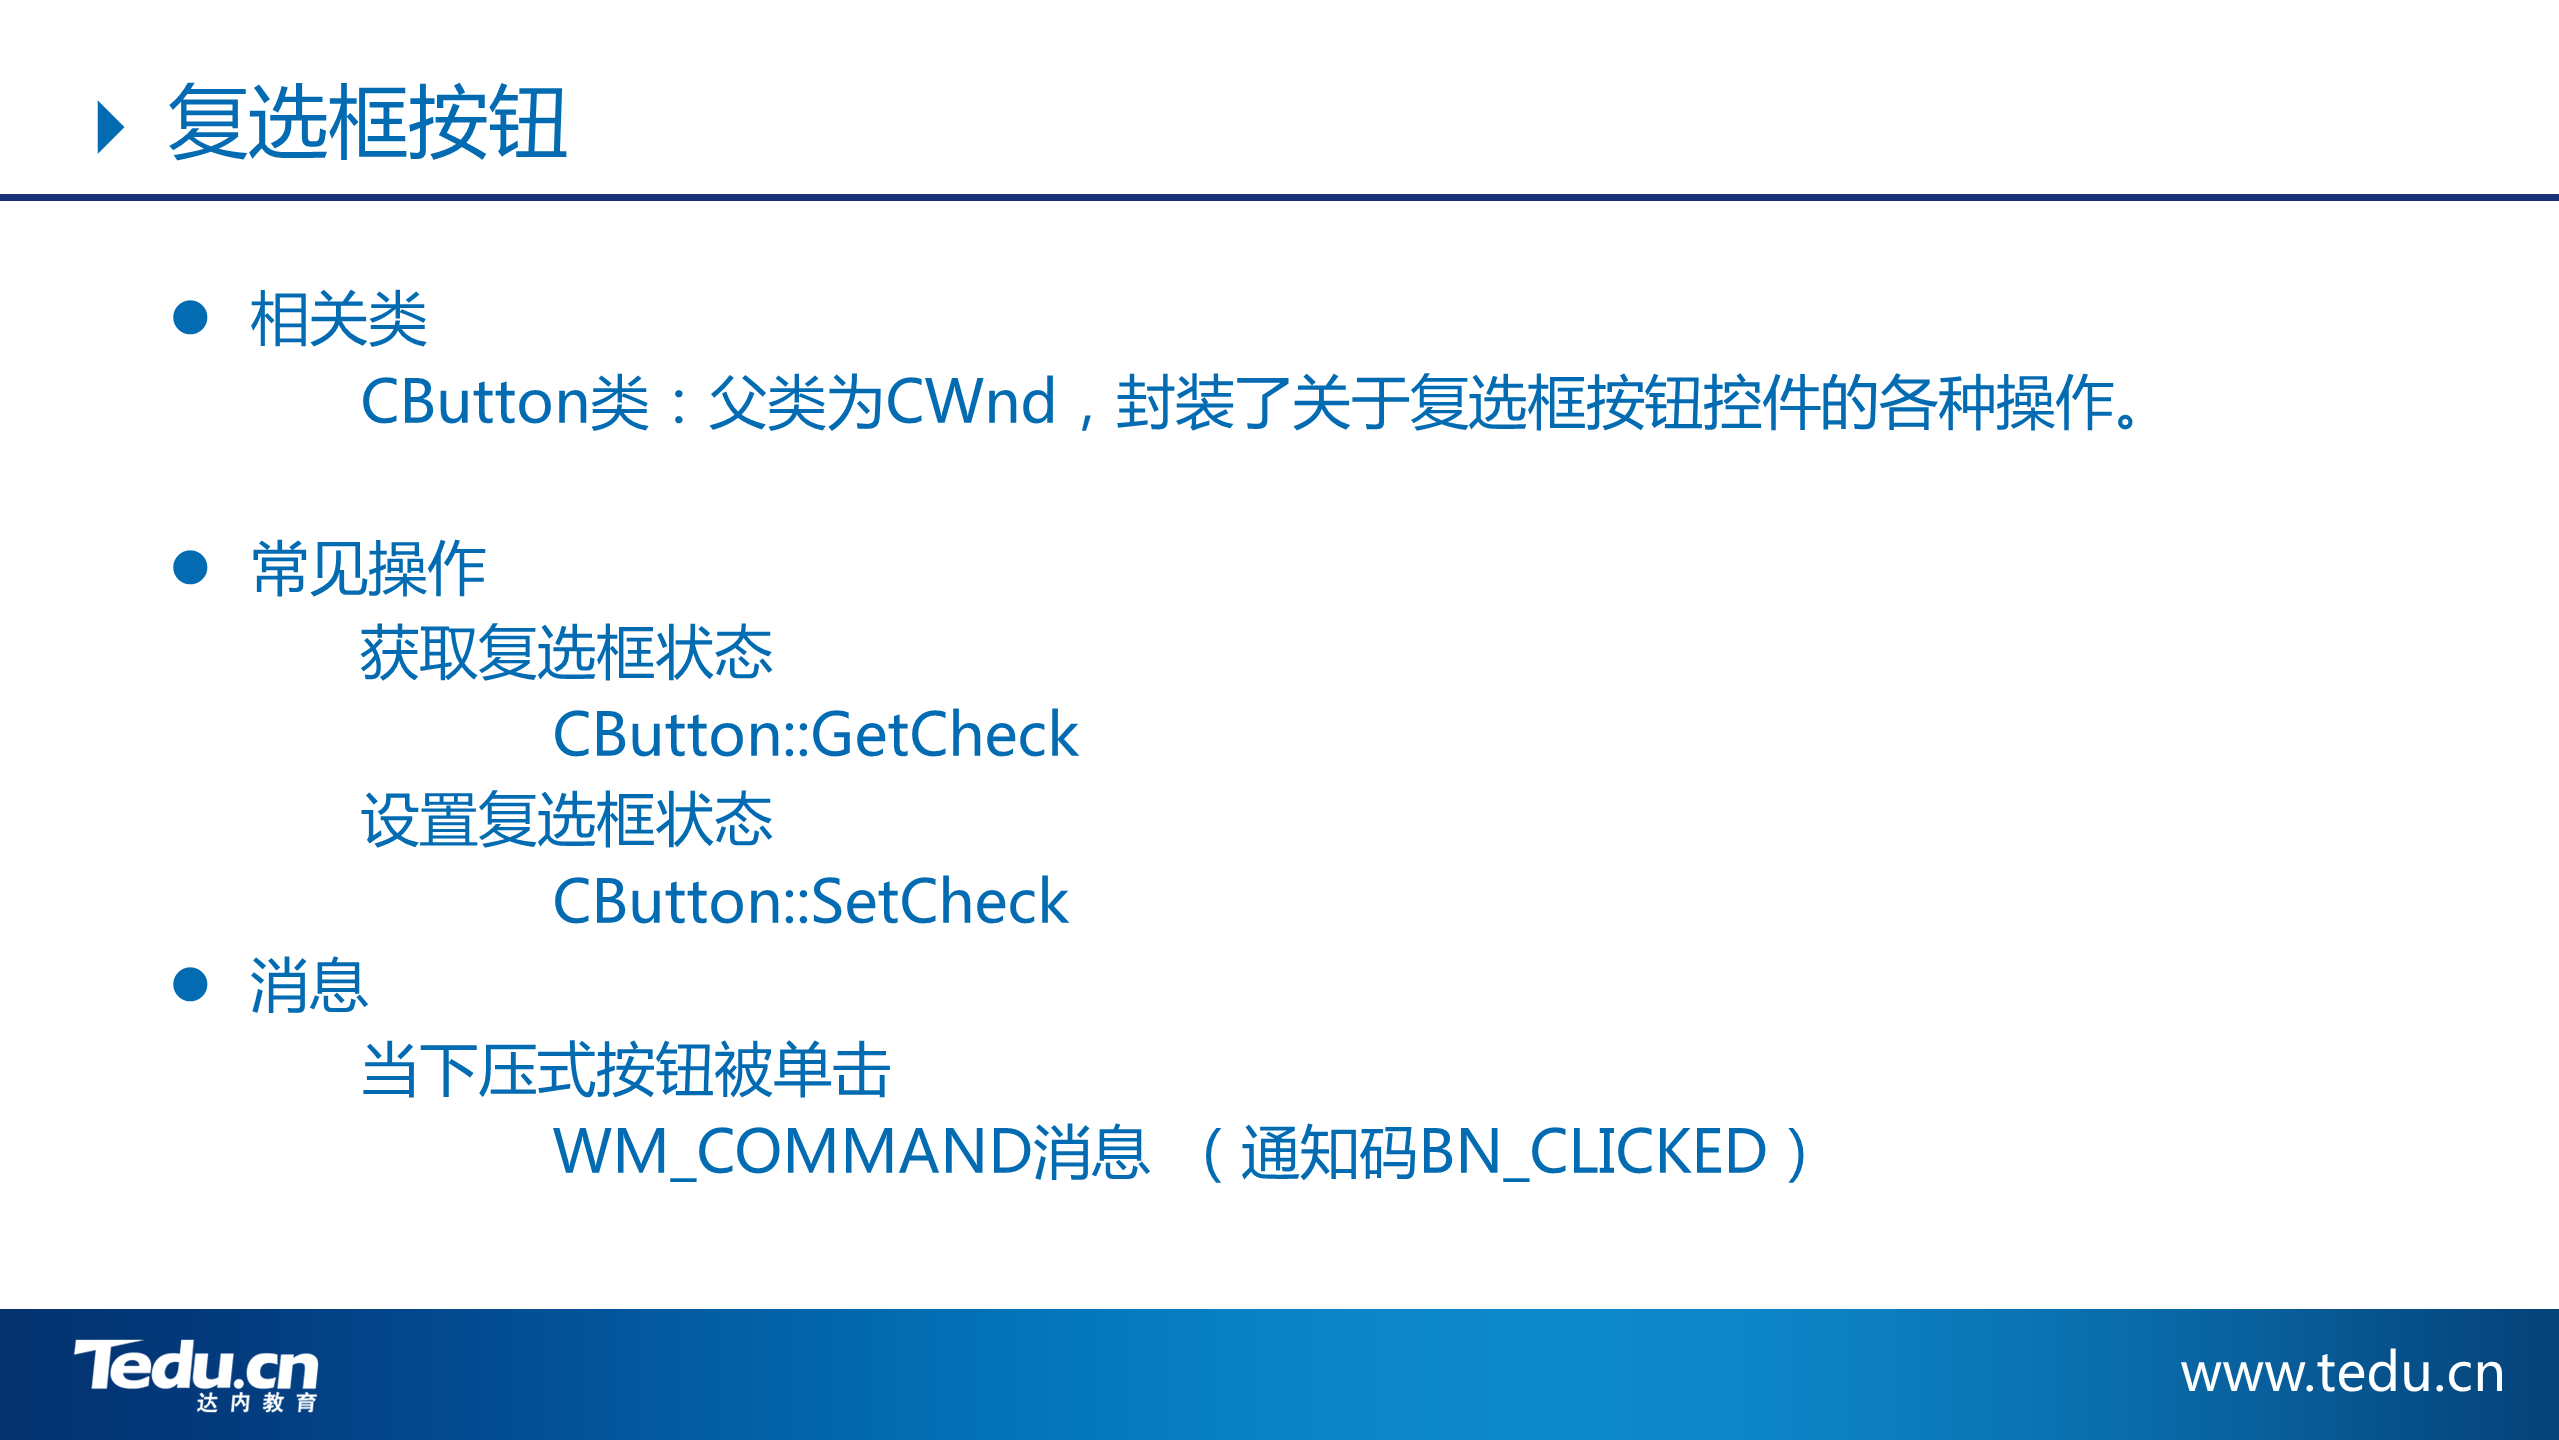 复选框按钮
相关类
CButton类：父类为CWnd，封装了关于复选框按钮控件的各种操作。
常见操作
获取复选框状态
CButton::GetCheck
设置复选框状态
CButton::SetCheck
消息
当下压式按钮被单击
WM_COMMAND消息 （通知码BN_CLICKED）
Tedu.cn
达内教育
www.tedu.cn